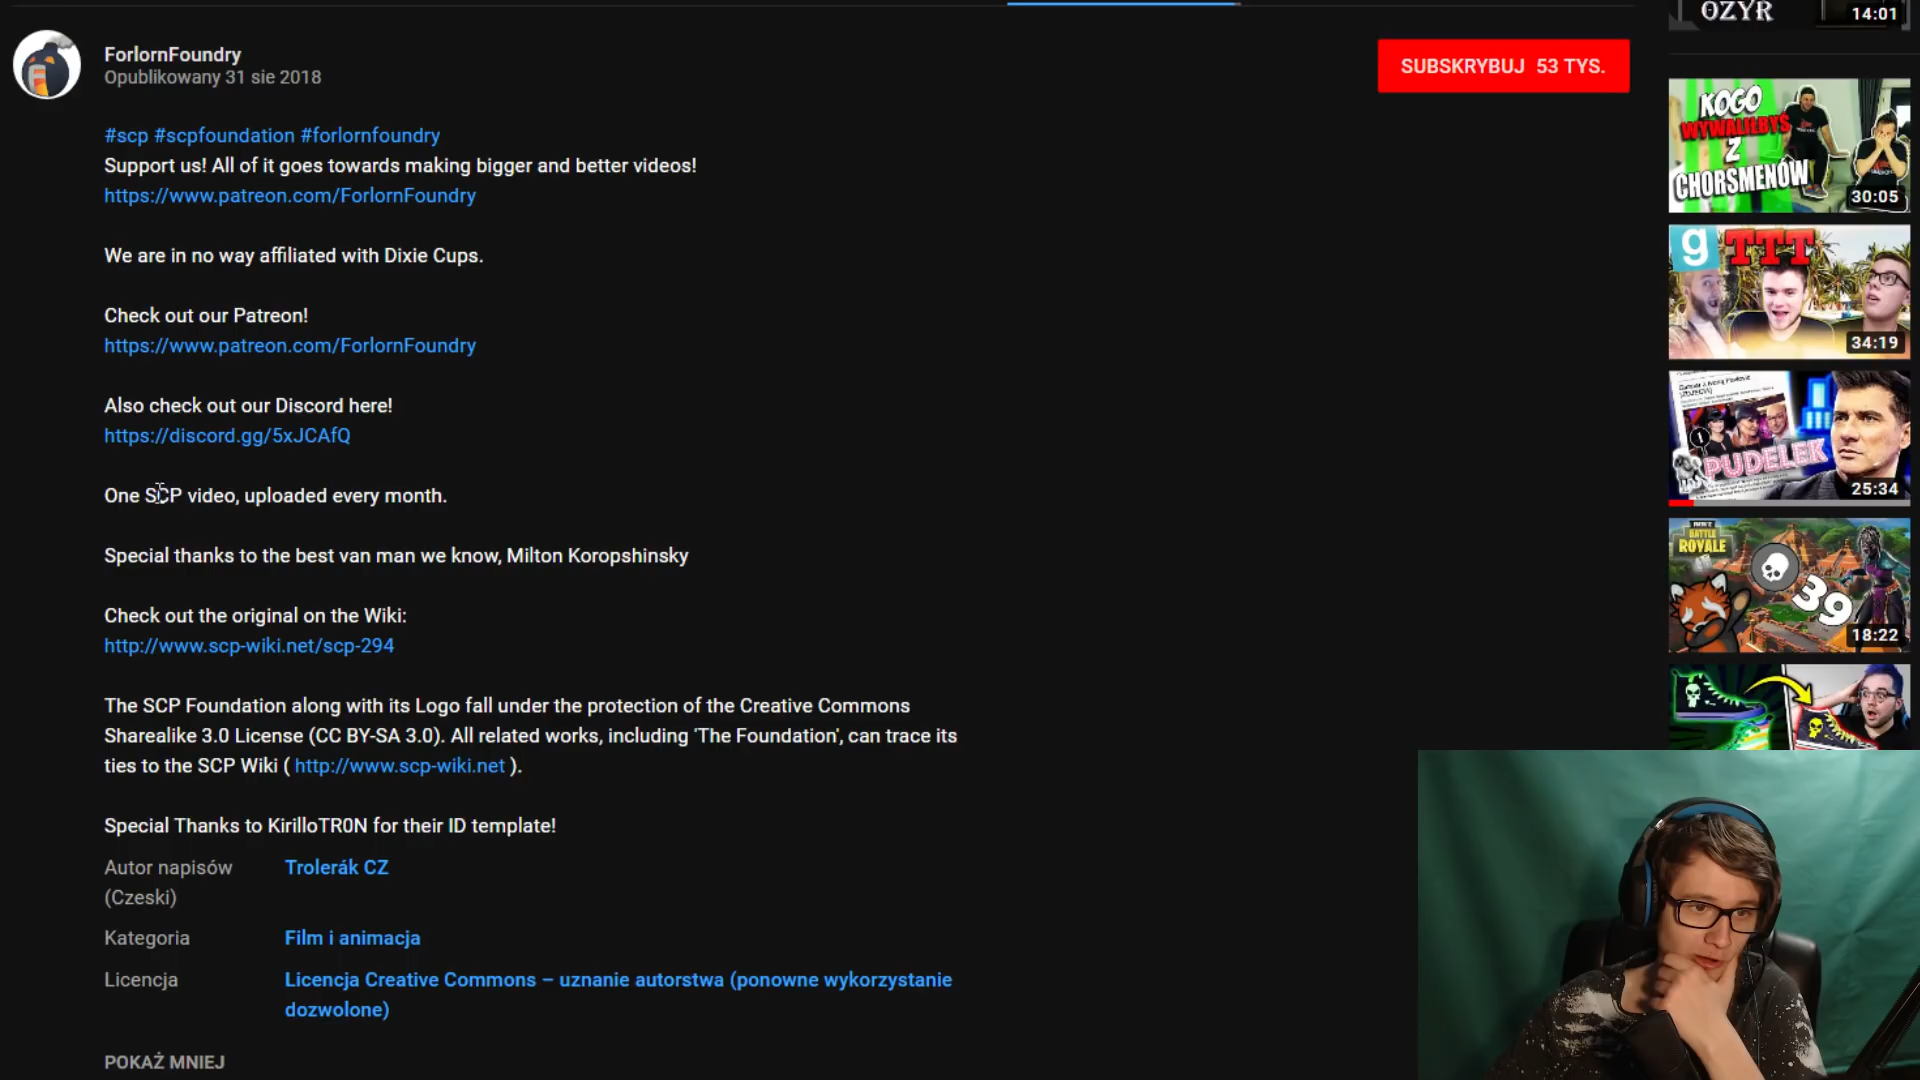 ForlornFoundry
Opublikowany 31 sie 2018
SUBSKRYBUJ 53 TYS.
#scp #scpfoundation #forlornfoundry
Support us! All of it goes towards making bigger and better videos!
https://www.patreon.com/ForlornFoundry
We are in no way affiliated with Dixie Cups.
Check out our Patreon!
https://www.patreon.com/ForlornFoundry
Also check out our Discord here!
https://discord.gg/5xJCAfQ
One SCP video, uploaded every month.
Special thanks to the best van man we know, Milton Koropshinsky
Check out the original on the Wiki:
http://www.scp-wiki.net/scp-294
The SCP Foundation along with its Logo fall under the protection of the Creative Commons
Sharealike 3.0 License (CC BY-SA 3.0). All related works, including 'The Foundation', can trace its
ties to the SCP Wiki ( http://www.scp-wiki.net ).
Special Thanks to KirilloTR0N for their ID template!
Autor napisów
(Czeski)
Trolerák CZ
Kategoria
Film i animacja
Licencja
Licencja Creative Commons – uznanie autorstwa (ponowne wykorzystanie
dozwolone)
POKAŻ MNIEJ
OZYR
14:01
KOGO
WYWALIŁBYŚ
Z
CHORSMENÓW
30:05
g TTT
34:19
1
PUDELEK
25:34
BATTLE
ROYALE
39
18:22